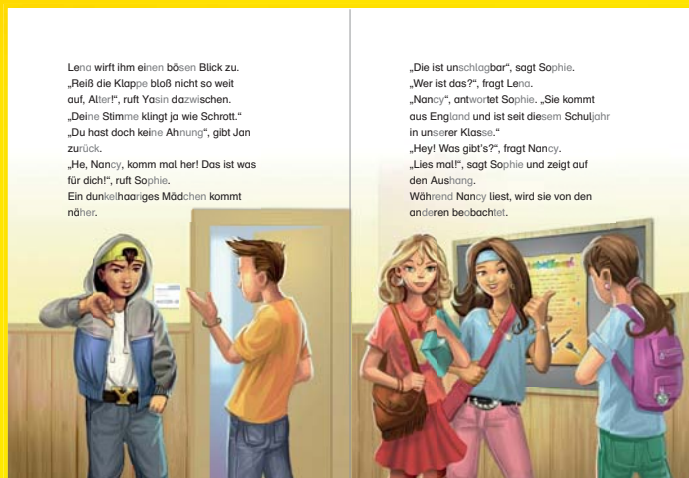 Lena wirft ihm einen bösen Blick zu.
„Reiß die Klappe bloß nicht so weit
auf, Alter!“, ruft Yasin dazwischen.
„Deine Stimme klingt ja wie Schrott.“
„Du hast doch keine Ahnung“, gibt Jan
zurück.
„He, Nancy, komm mal her! Das ist was
für dich!“, ruft Sophie.
Ein dunkelhaariges Mädchen kommt
näher.
„Die ist unschlagbar“, sagt Sophie.
„Wer ist das?“, fragt Lena.
„Nancy“, antwortet Sophie. „Sie kommt
aus England und ist seit diesem Schuljahr
in unserer Klasse.“
„Hey! Was gibt’s?“, fragt Nancy.
„Lies mal!“, sagt Sophie und zeigt auf
den Aushang.
Während Nancy liest, wird sie von den
anderen beobachtet.